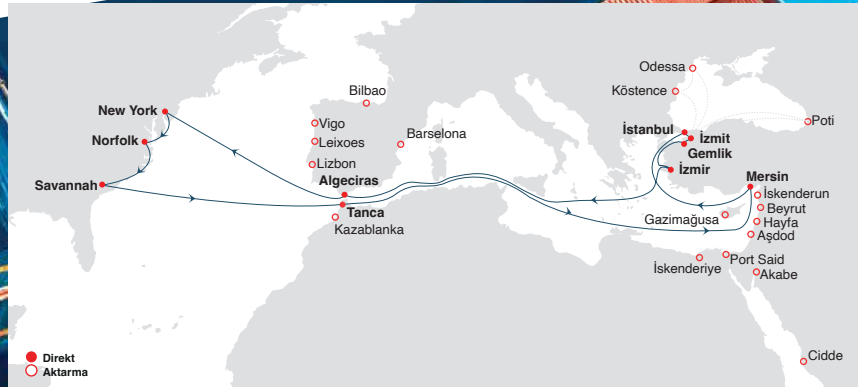 Odessa
Köstence
Poti
Bilbao
New York
Vigo
Barselona
İstanbul
İzmit
Norfolk
Leixoes
Gemlik
Lizbon
İzmir
Savannah
Algeciras
Mersin
Tanca
İskenderun
Beyrut
Kazablanka
Gazimağusa
Hayfa
Aşdod
Port Said
İskenderiye
Akabe
Cidde
Direkt
Aktarma